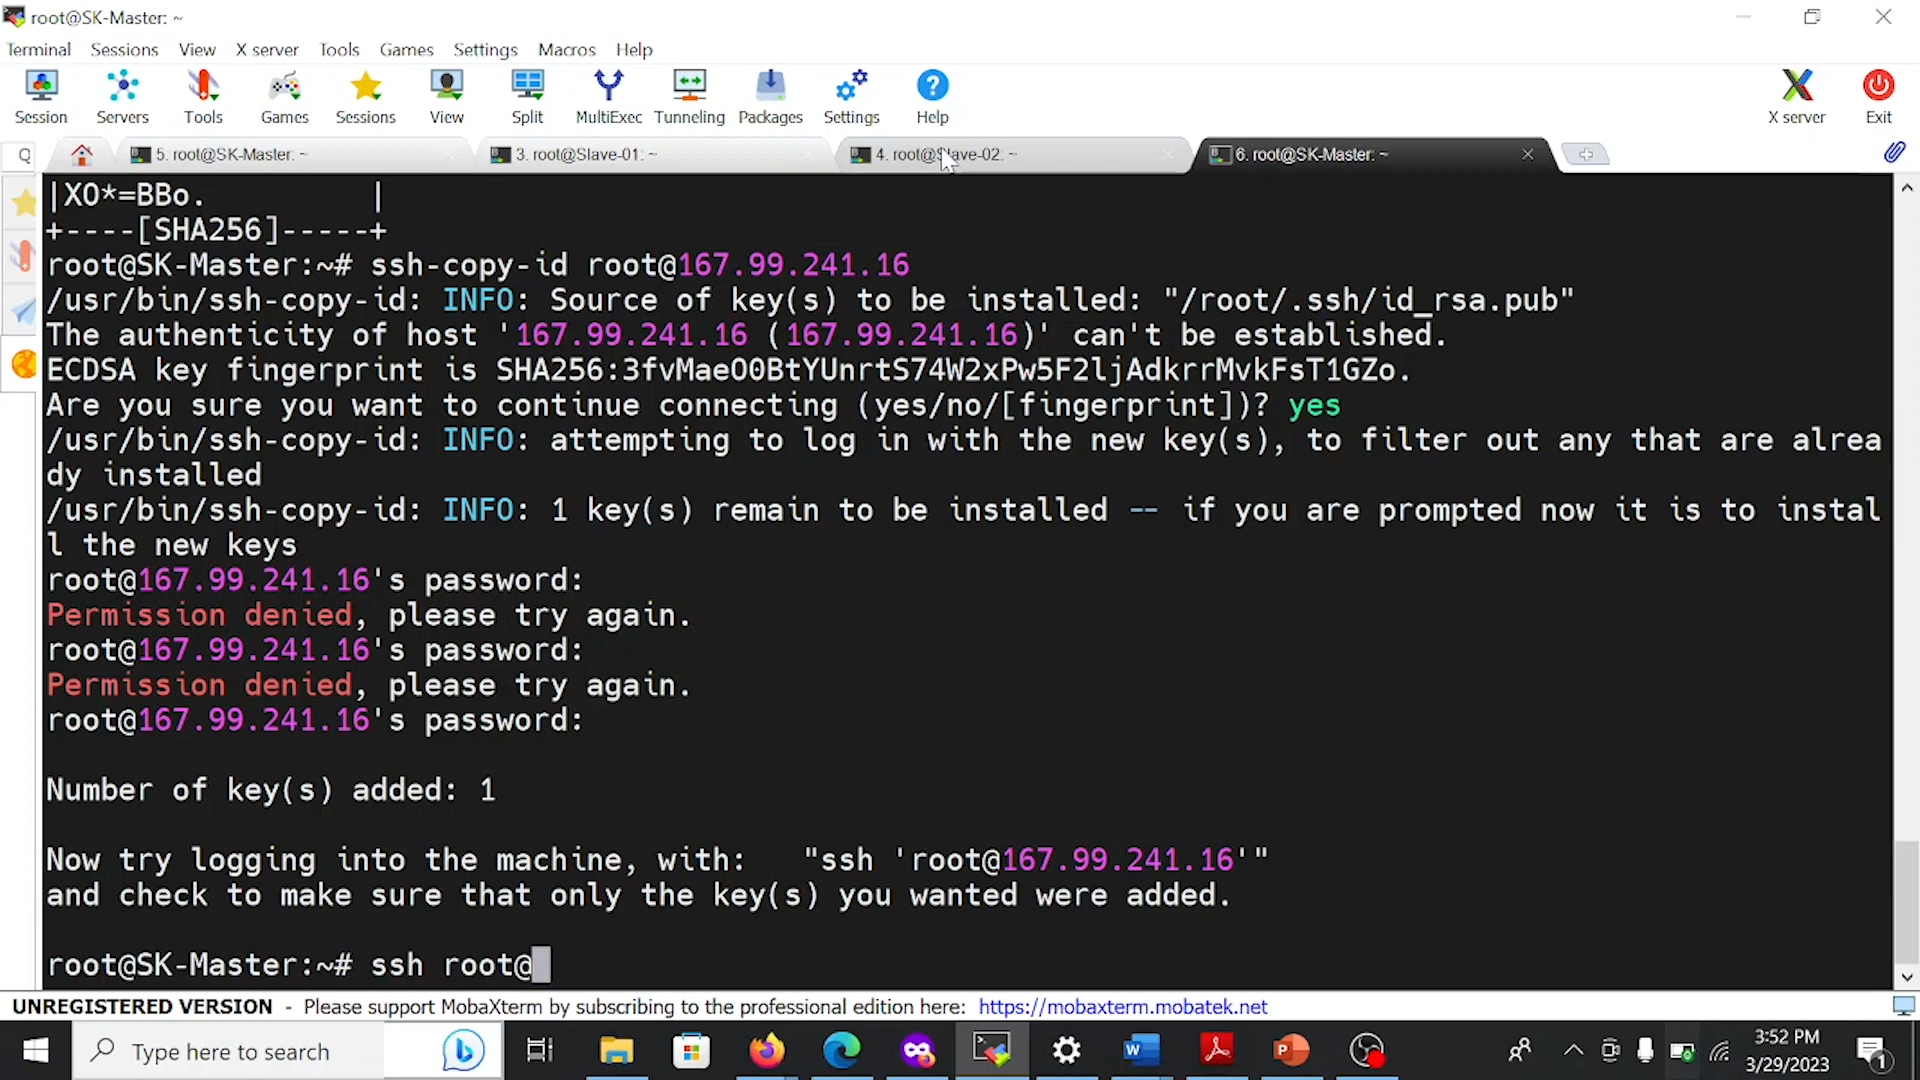 root@SK-Master: ~
Terminal Sessions View X server Tools Games Settings Macros Help
Session Servers Tools Games Sessions View Split MultiExec Tunneling Packages Settings Help X server Exit
5. root@SK-Master: ~ 3. root@Slave-01: ~ 4. root@Slave-02: ~ 6. root@SK-Master: ~
|XO*=BBo. |
+----[SHA256]-----+
root@SK-Master:~# ssh-copy-id root@167.99.241.16
/usr/bin/ssh-copy-id: INFO: Source of key(s) to be installed: "/root/.ssh/id_rsa.pub"
The authenticity of host '167.99.241.16 (167.99.241.16)' can't be established.
ECDSA key fingerprint is SHA256:3fvMaeO0BtYUnrtS74W2xPw5F2ljAdkrrMvkFsT1GZo.
Are you sure you want to continue connecting (yes/no/[fingerprint])? yes
/usr/bin/ssh-copy-id: INFO: attempting to log in with the new key(s), to filter out any that are alrea
dy installed
/usr/bin/ssh-copy-id: INFO: 1 key(s) remain to be installed -- if you are prompted now it is to instal
l the new keys
root@167.99.241.16's password:
Permission denied, please try again.
root@167.99.241.16's password:
Permission denied, please try again.
root@167.99.241.16's password:
Number of key(s) added: 1
Now try logging into the machine, with: "ssh 'root@167.99.241.16'"
and check to make sure that only the key(s) you wanted were added.
root@SK-Master:~# ssh root@
UNREGISTERED VERSION - Please support MobaXterm by subscribing to the professional edition here: https://mobaxterm.mobatek.net
Type here to search
3:52 PM
3/29/2023
1